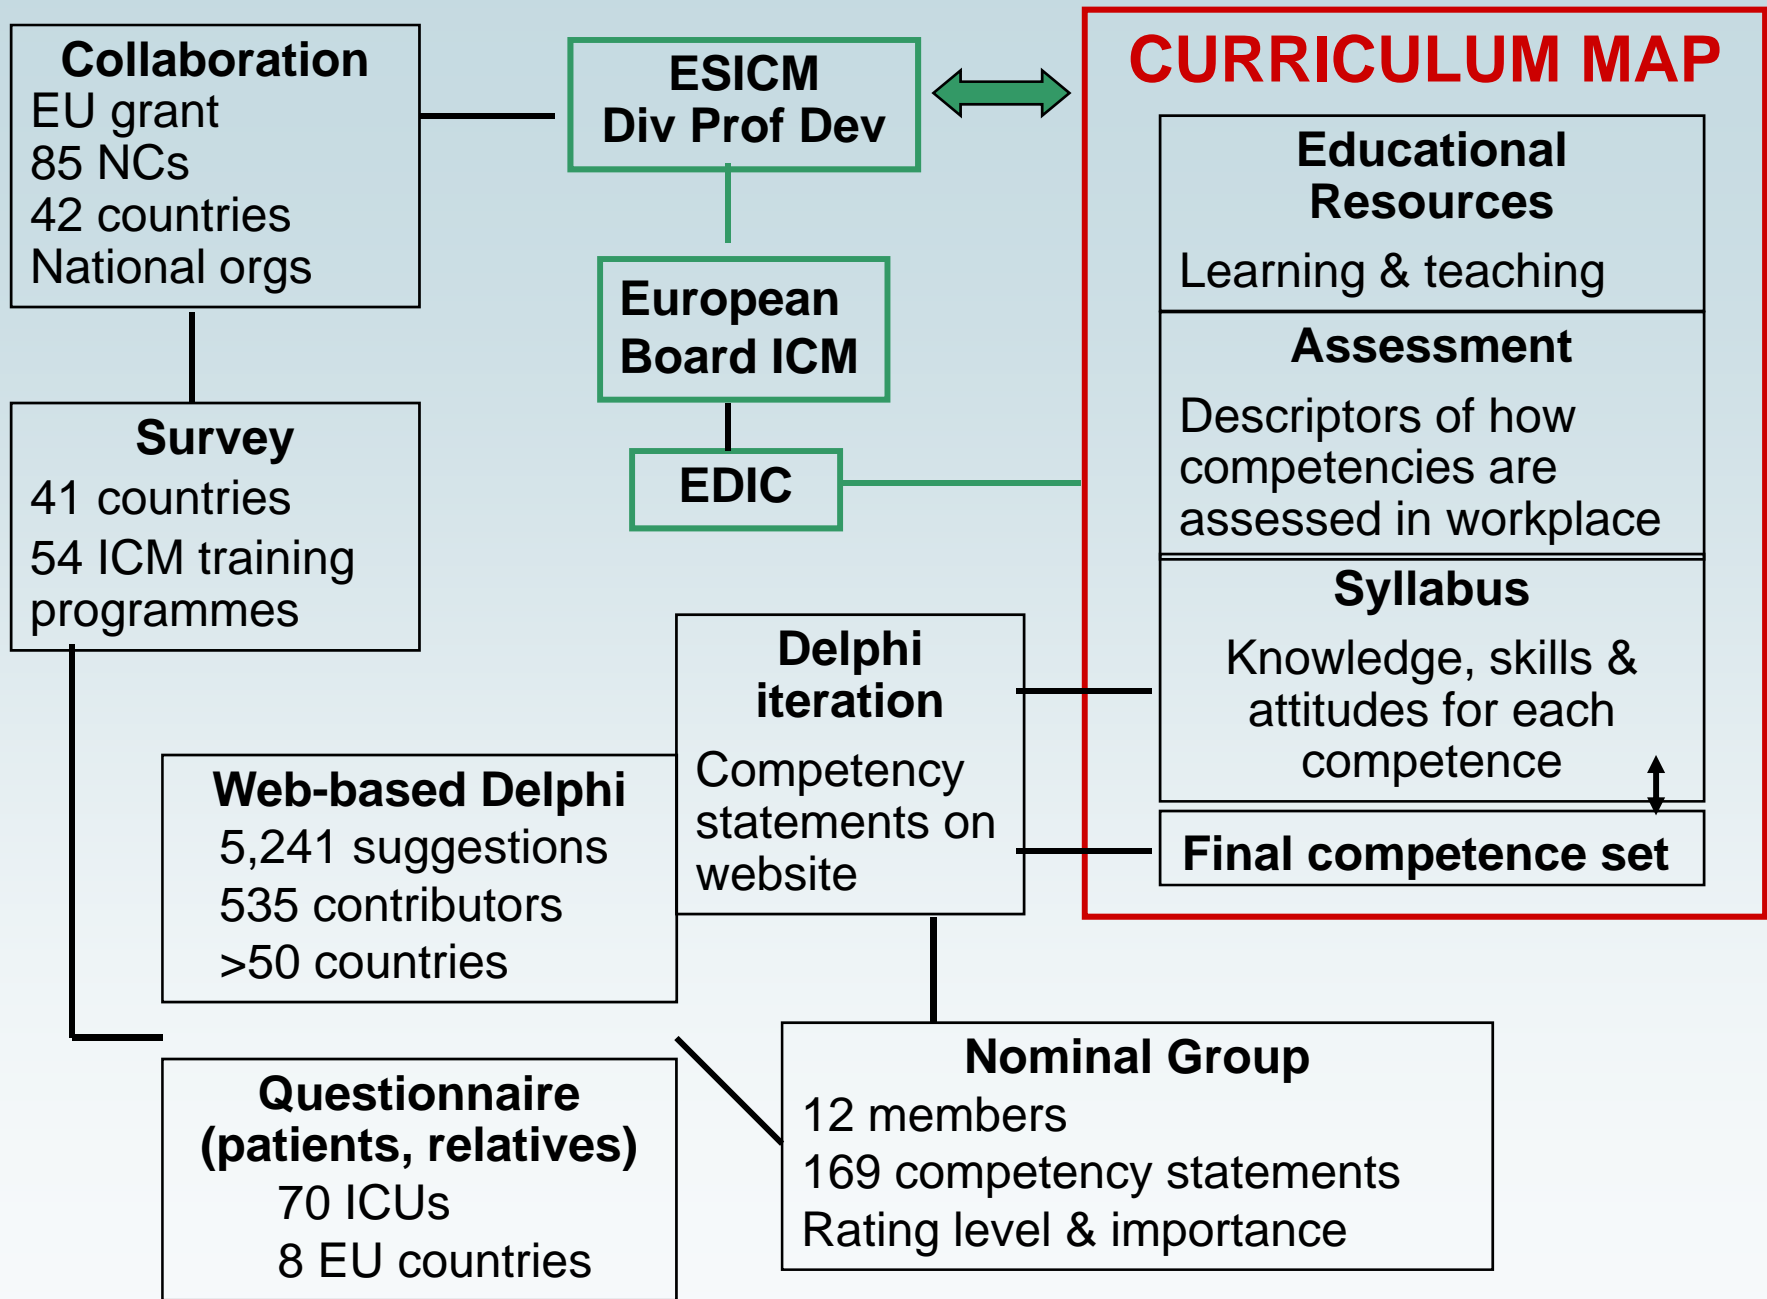 Collaboration
EU grant
85 NCs
42 countries
National orgs
ESICM
Div Prof Dev
CURRICULUM MAP
Educational
Resources
Learning & teaching
Assessment
Descriptors of how
competencies are
assessed in workplace
Syllabus
Knowledge, skills &
attitudes for each
competence
Final competence set
European
Board ICM
EDIC
Survey
41 countries
54 ICM training
programmes
Delphi
iteration
Competency
statements on
website
Web-based Delphi
5,241 suggestions
535 contributors
>50 countries
Questionnaire
(patients, relatives)
70 ICUs
8 EU countries
Nominal Group
12 members
169 competency statements
Rating level & importance